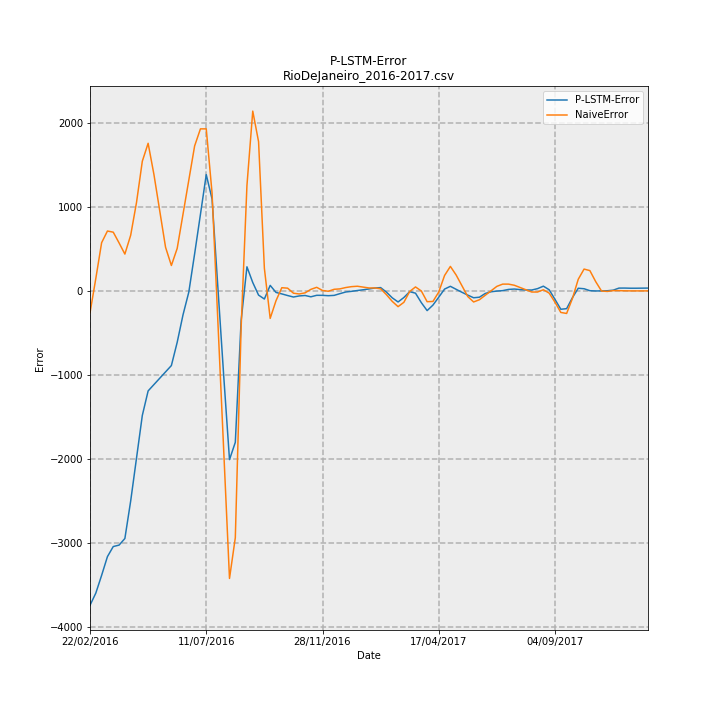 P-LSTM-Error
RioDeJaneiro_2016-2017.csv
P-LSTM-Error
NaiveError
2000
1000
0
−1000
−2000
−3000
−4000
Error
22/02/2016 11/07/2016 28/11/2016 17/04/2017 04/09/2017
Date